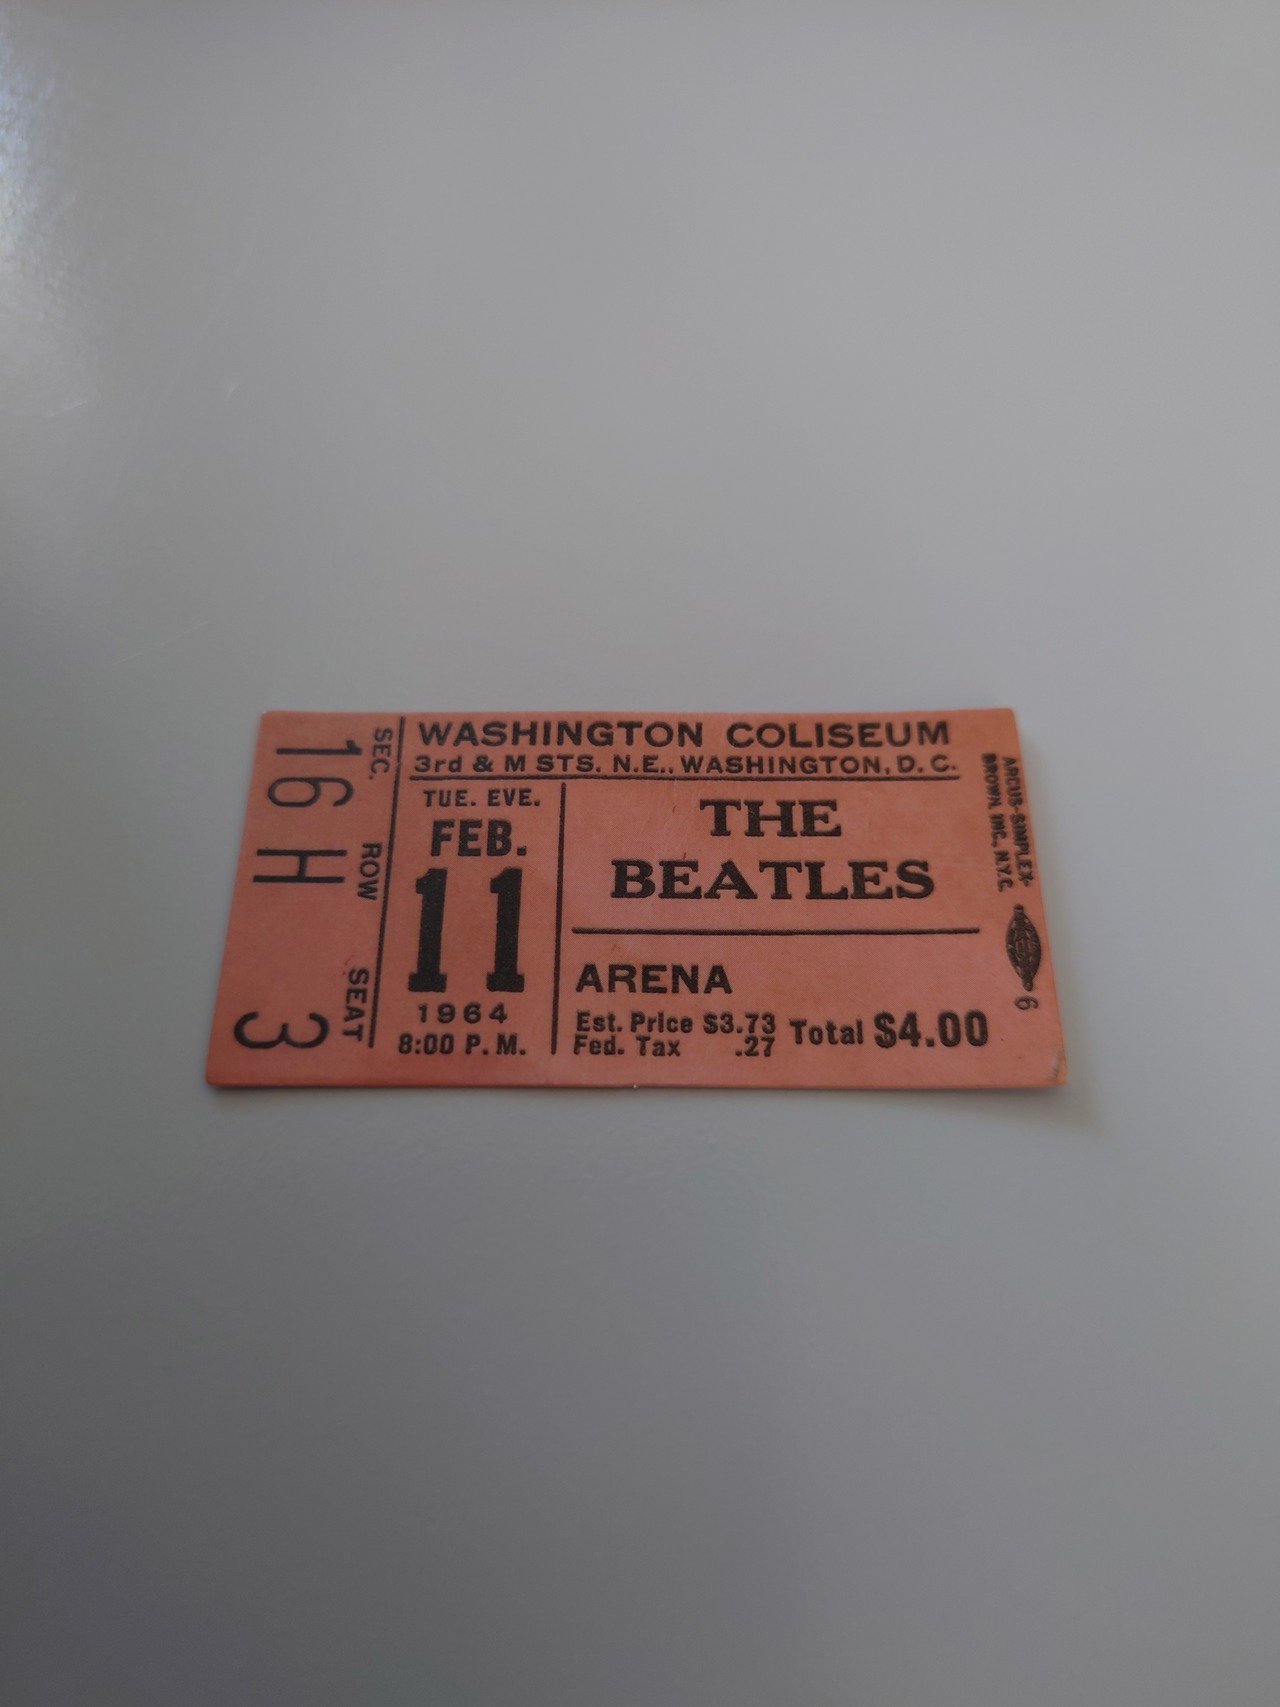 WASHINGTON COLISEUM
3rd & M STS. N.E., WASHINGTON, D. C.
SEC. ROW SEAT
16 H 3
TUE. EVE.
FEB.
11
1964
8:00 P. M.
THE
BEATLES
ARENA
Est. Price $3.73
Fed. Tax .27
Total $4.00
ARCUS-SIMPLEX-
BROWN, INC., N.Y.C.
6